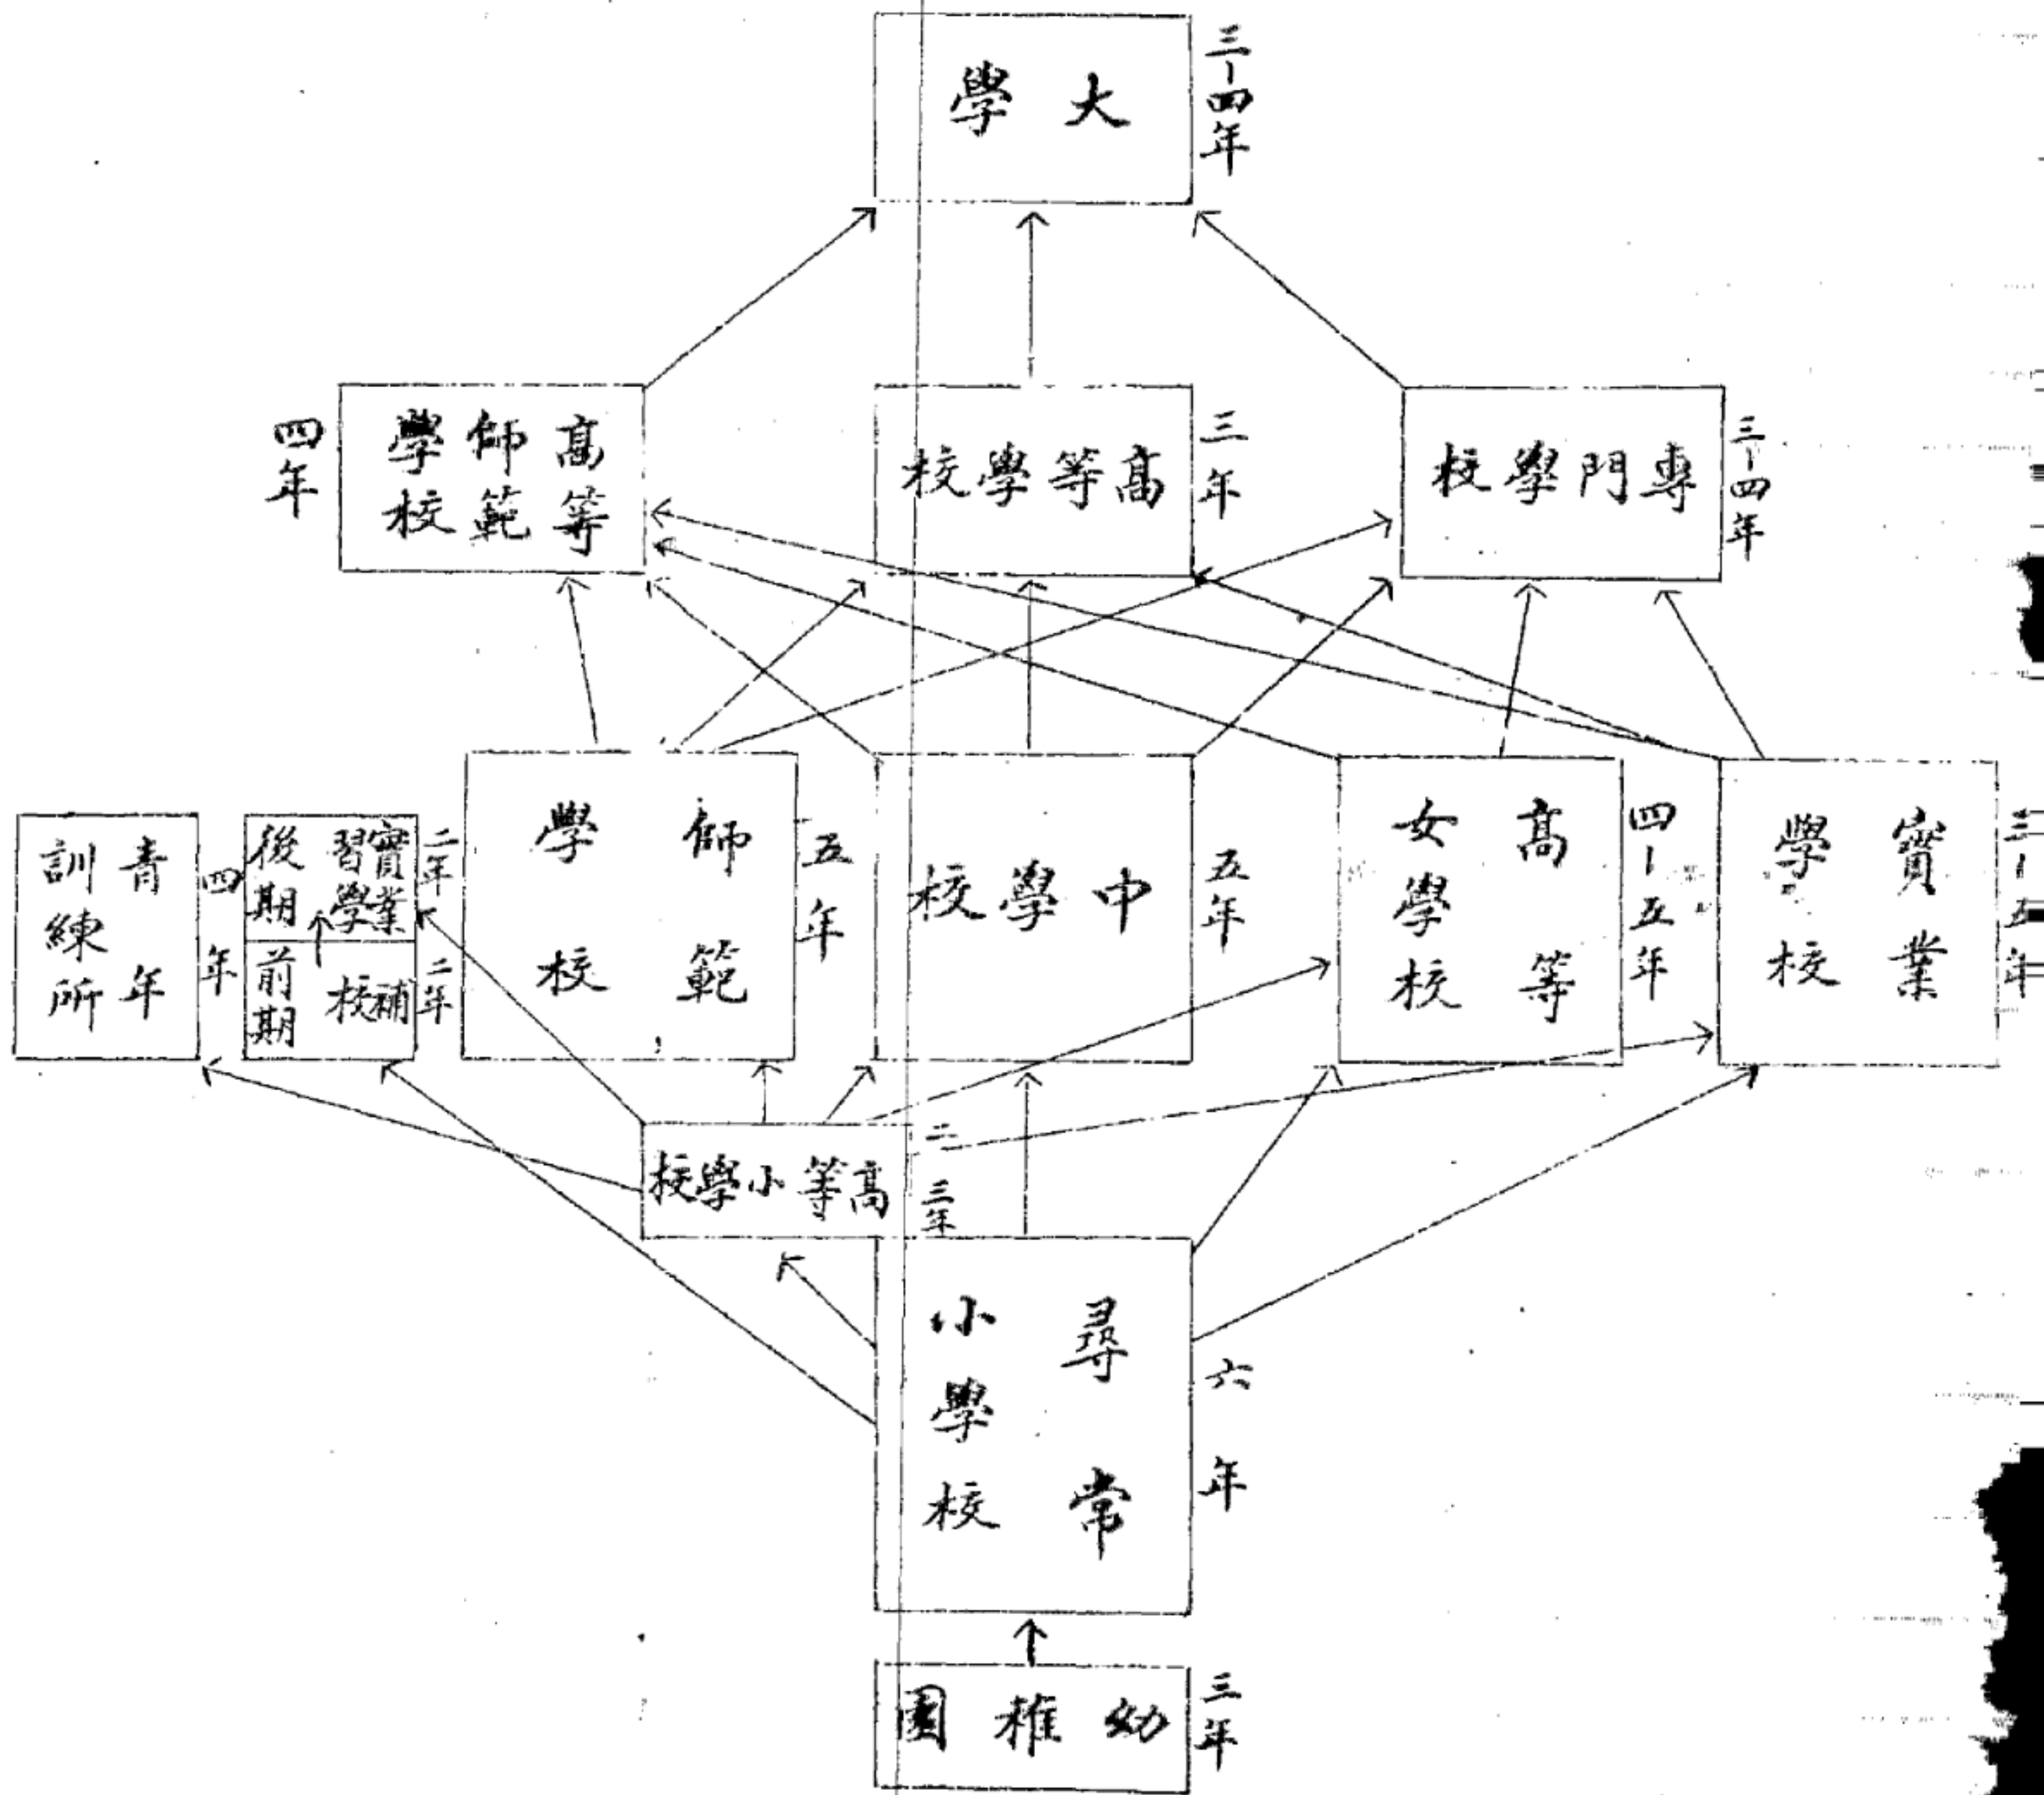 大學
三－四年
專門學校
三－四年
高等學校
三年
高等
師範
學校
四年
實業
學校
三－五年
高等
女學校
四－五年
中學校
五年
師範
學校
五年
實業補
習學校
後期
二年
前期
二年
青年
訓練所
四年
高等小學校
二
三年
尋常
小學校
六年
幼稚園
三年